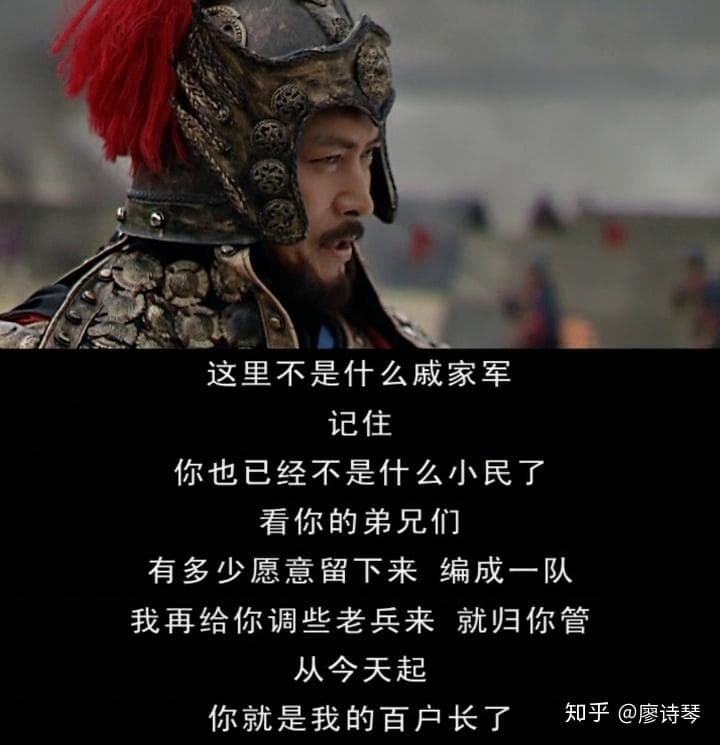 这里不是什么戚家军
记住
你也已经不是什么小民了
看你的弟兄们
有多少愿意留下来 编成一队
我再给你调些老兵来 就归你管
从今天起
你就是我的百户长了
知乎 @廖诗琴